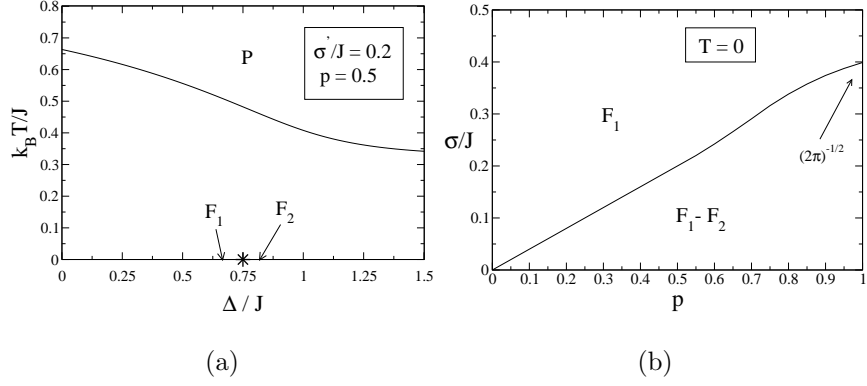 0.8
0.7
0.6
0.5
0.4
0.3
0.2
0.1
0
k_B T/J
P
σ'/J = 0.2
p = 0.5
F_1
F_2
0 0.25 0.5 0.75 1 1.25 1.5
Δ / J
(a)
0.5
0.4
0.3
0.2
0.1
0
σ/J
T = 0
F_1
(2π)^{-1/2}
F_1 - F_2
0 0.1 0.2 0.3 0.4 0.5 0.6 0.7 0.8 0.9 1
p
(b)